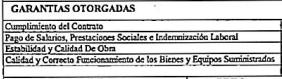 GARANTIAS OTORGADAS
Cumplimiento del Contrato
Pago de Salarios, Prestaciones Sociales e Indemnización Laboral
Estabilidad y Calidad De Obra
Calidad y Correcto Funcionamiento de los Bienes y Equipos Suministrados